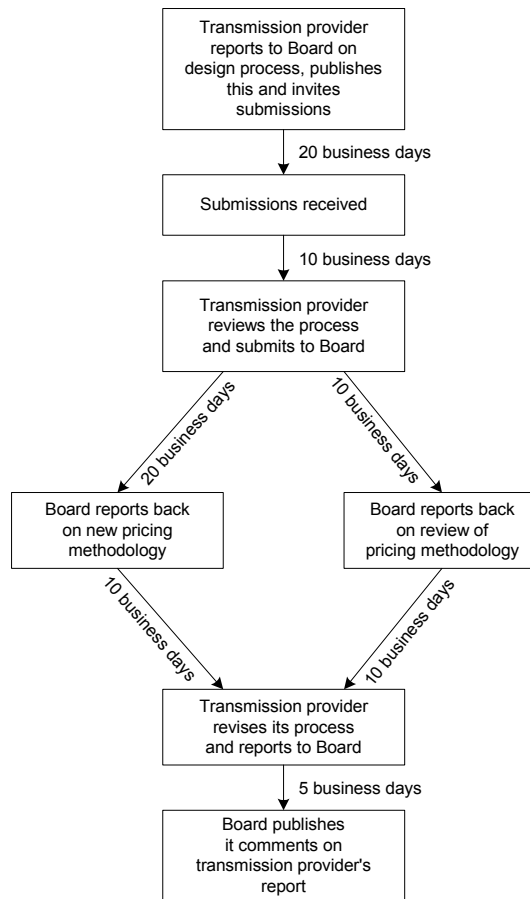 Transmission provider
reports to Board on
design process, publishes
this and invites
submissions
20 business days
Submissions received
10 business days
Transmission provider
reviews the process
and submits to Board
20 business days
10 business days
Board reports back
on new pricing
methodology
Board reports back
on review of
pricing methodology
10 business days
10 business days
Transmission provider
revises its process
and reports to Board
5 business days
Board publishes
it comments on
transmission provider's
report